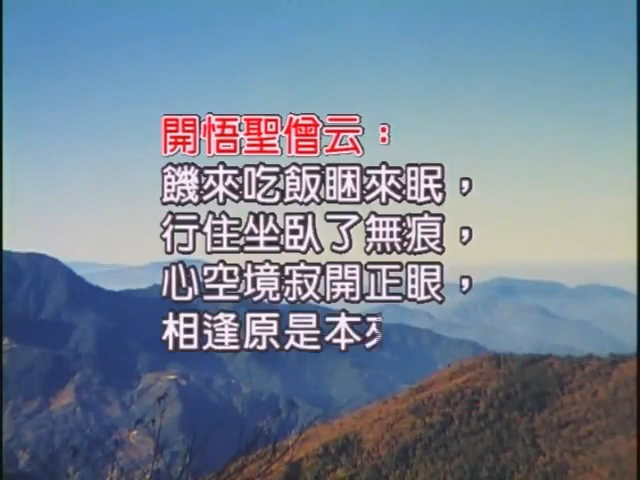 開悟聖僧云：
饑來吃飯睏來眠，
行住坐臥了無痕，
心空境寂開正眼，
相逢原是本